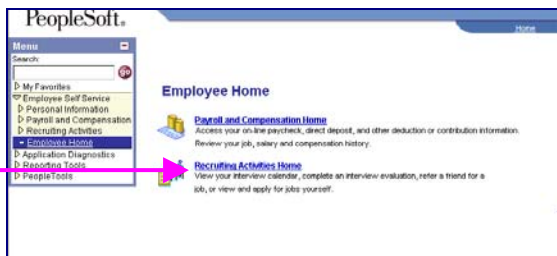 PeopleSoft®
Home
Menu
Search:
go
My Favorites
Employee Self Service
Personal Information
Payroll and Compensation
Recruiting Activities
Employee Home
Application Diagnostics
Reporting Tools
PeopleTools
Employee Home
Payroll and Compensation Home
Access your on-line paycheck, direct deposit, and other deduction or contribution information.
Review your job, salary and compensation history.
Recruiting Activities Home
View your interview calendar, complete an interview evaluation, refer a friend for a
job, or view and apply for jobs yourself.